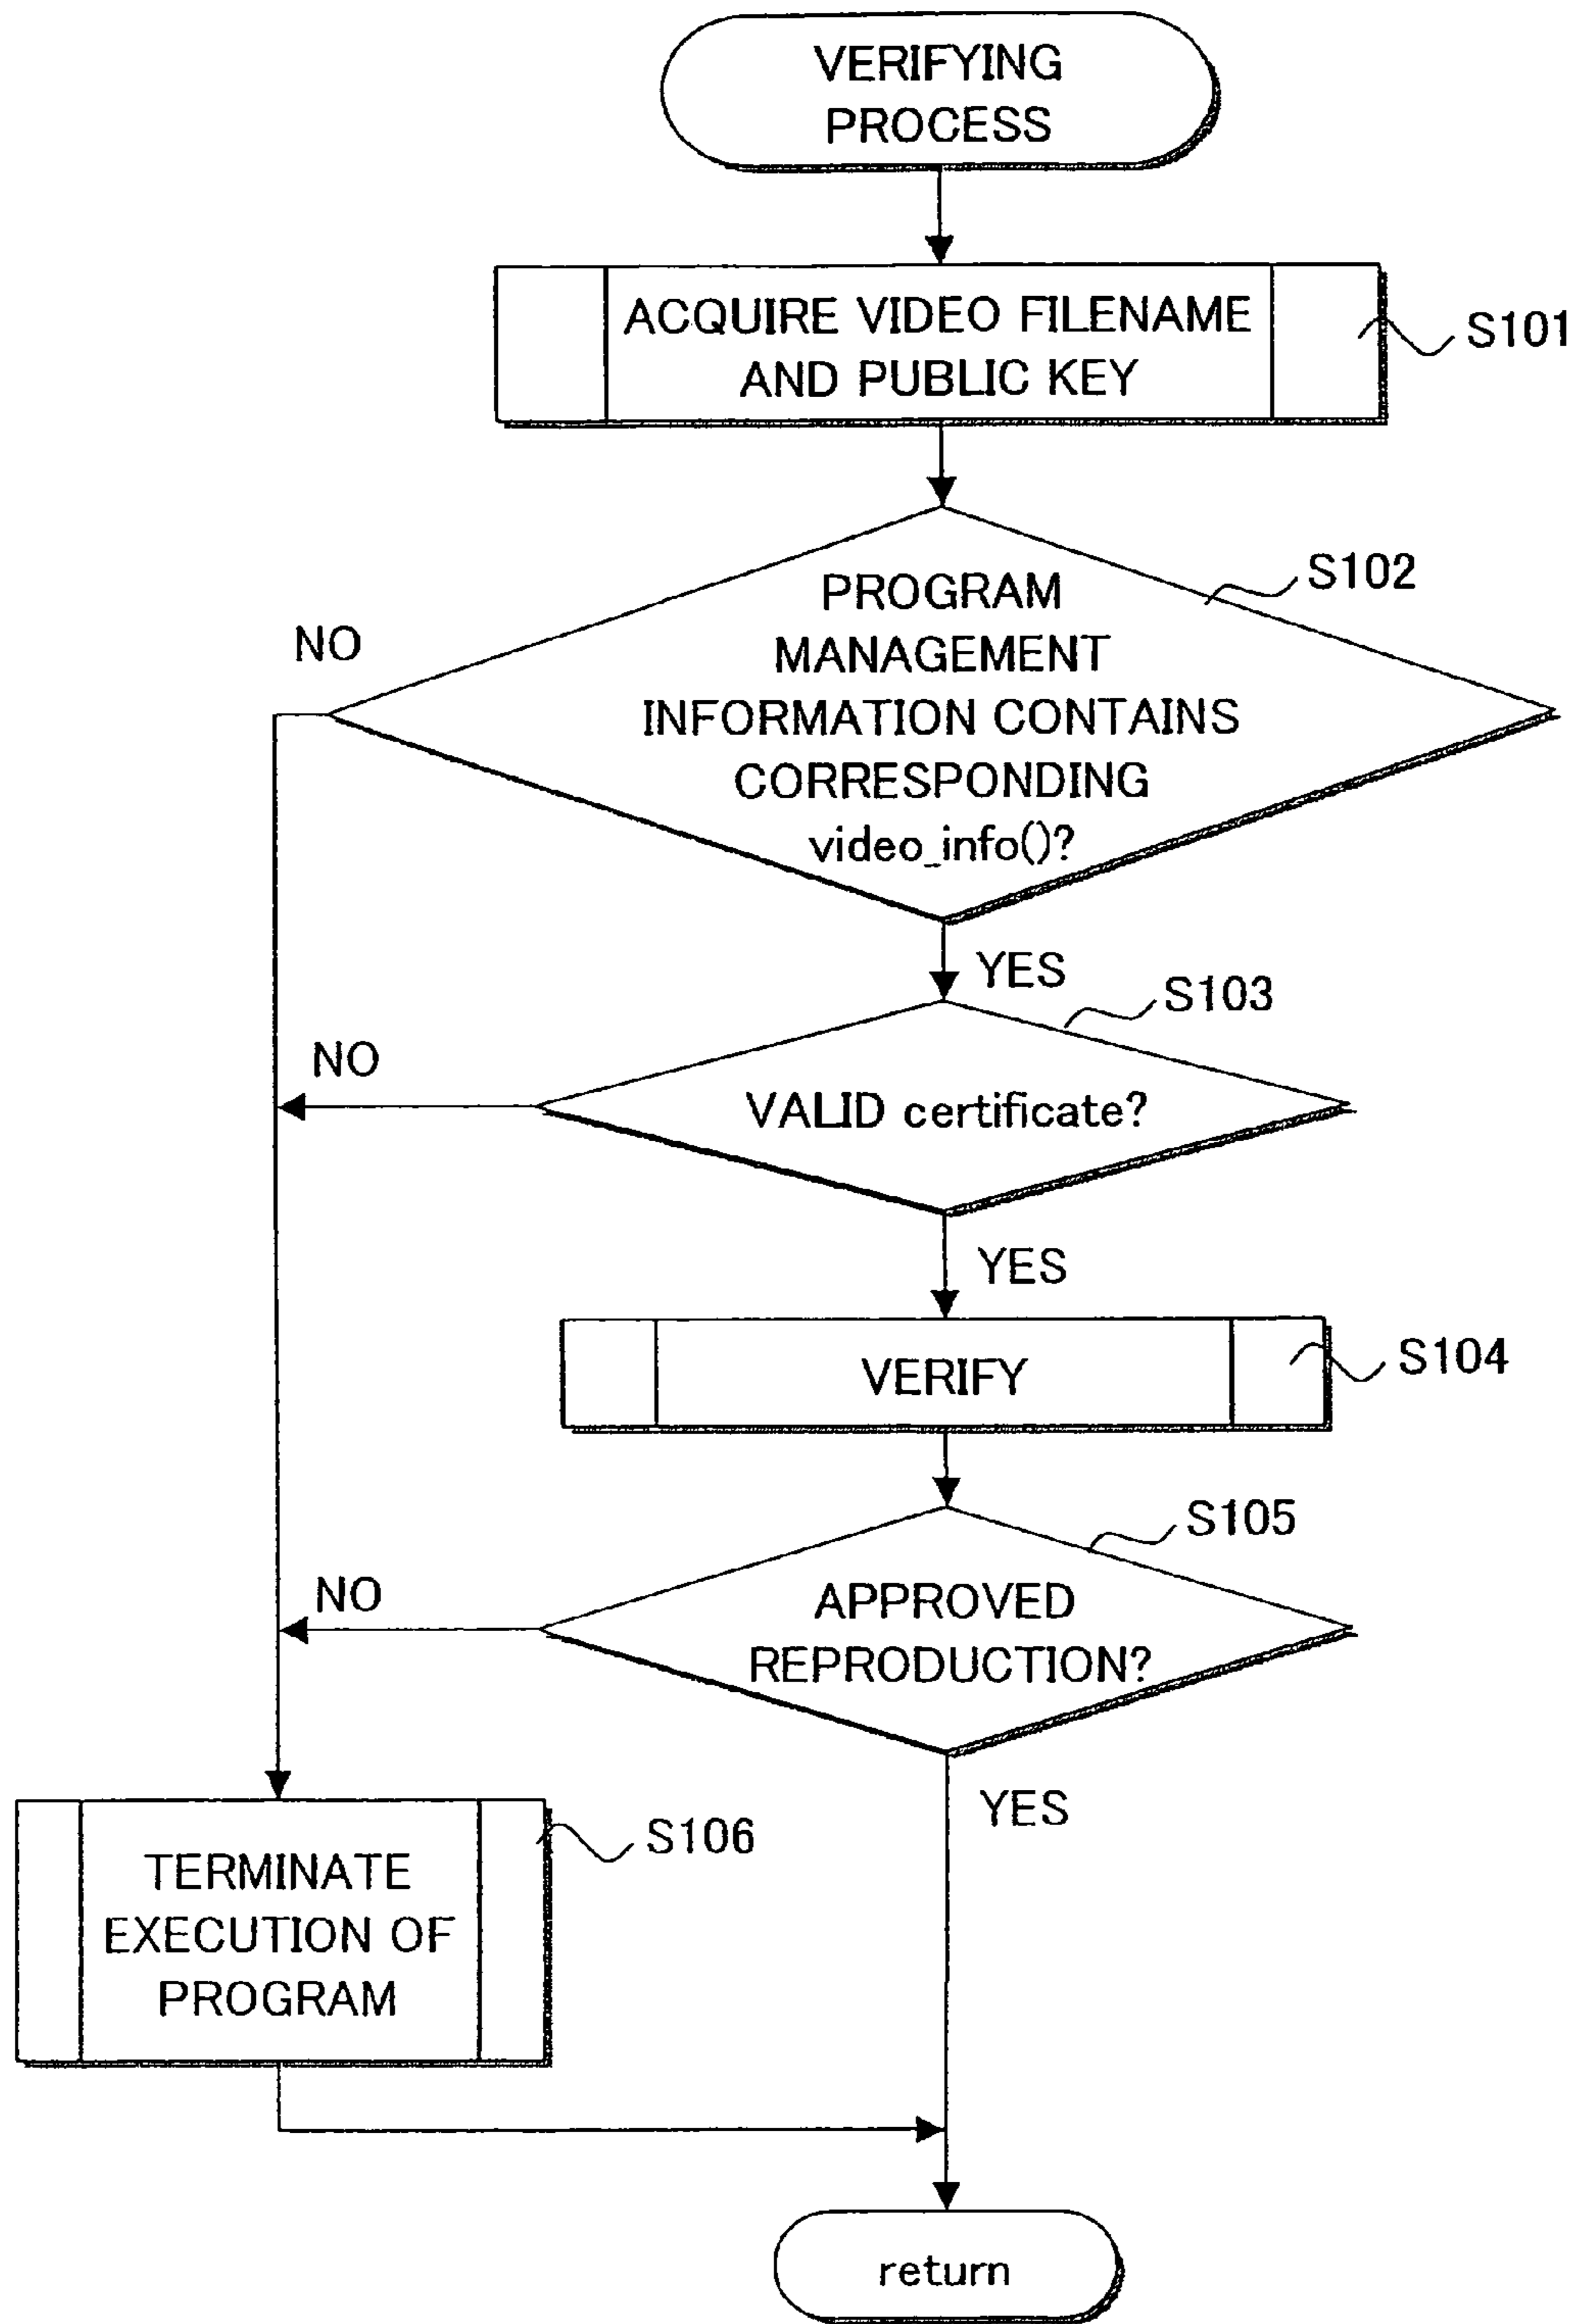 VERIFYING
PROCESS
ACQUIRE VIDEO FILENAME
AND PUBLIC KEY
S101
PROGRAM
MANAGEMENT
INFORMATION CONTAINS
CORRESPONDING
video_info()?
S102
NO
YES
VALID certificate?
S103
NO
YES
VERIFY
S104
APPROVED
REPRODUCTION?
S105
NO
YES
TERMINATE
EXECUTION OF
PROGRAM
S106
return